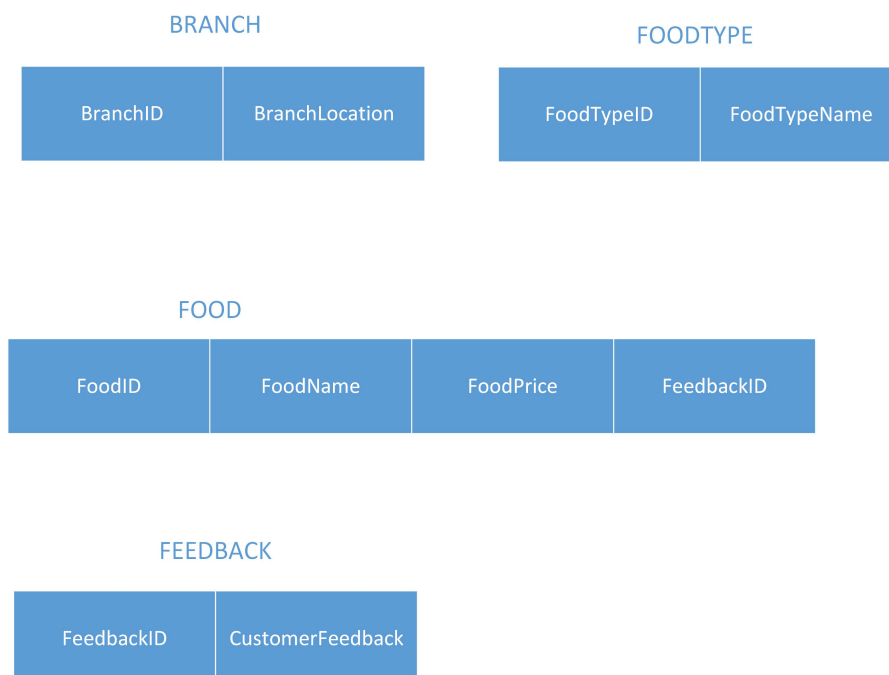 BRANCH
BranchID BranchLocation
FOODTYPE
FoodTypeID FoodTypeName
FOOD
FoodID FoodName FoodPrice FeedbackID
FEEDBACK
FeedbackID CustomerFeedback